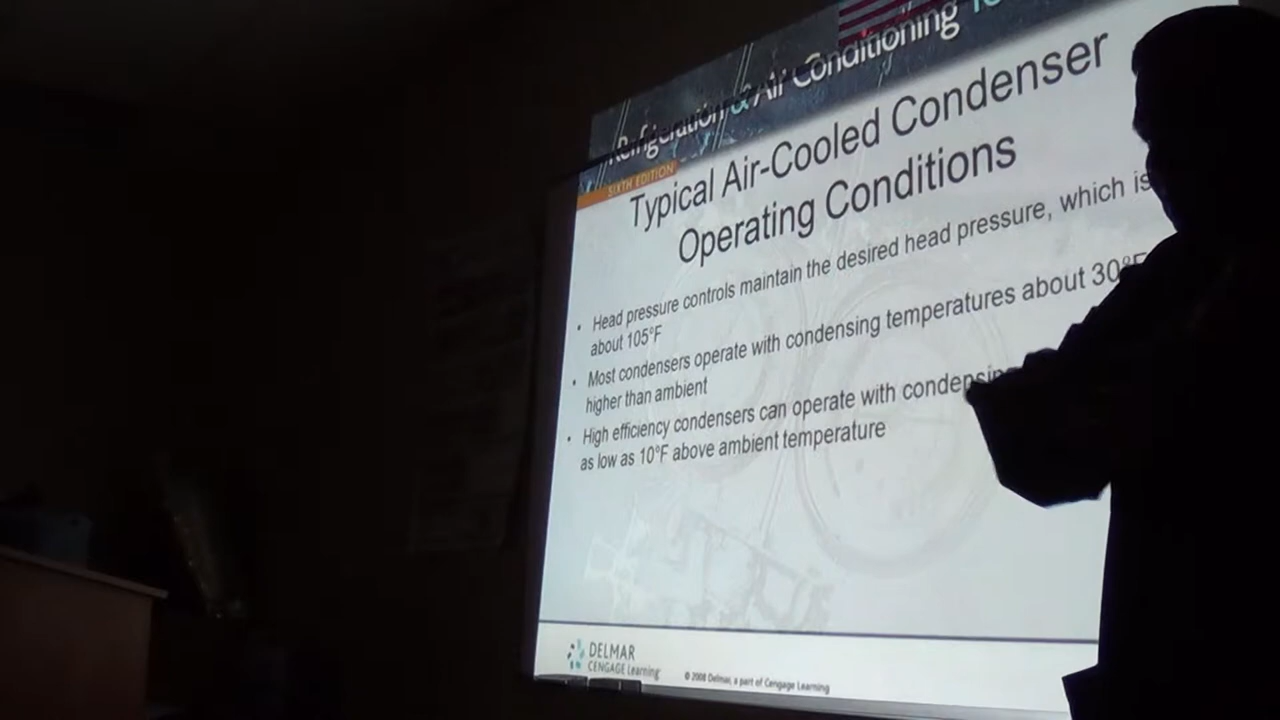 Refrigeration & Air Conditioning
SIXTH EDITION
Typical Air-Cooled Condenser
Operating Conditions
• Head pressure controls maintain the desired head pressure, which is
about 105°F
• Most condensers operate with condensing temperatures about 30°F
higher than ambient
• High efficiency condensers can operate with
as low as 10°F above ambient temperature
DELMAR
CENGAGE Learning
© 2008 Delmar, a part of Cengage Learning